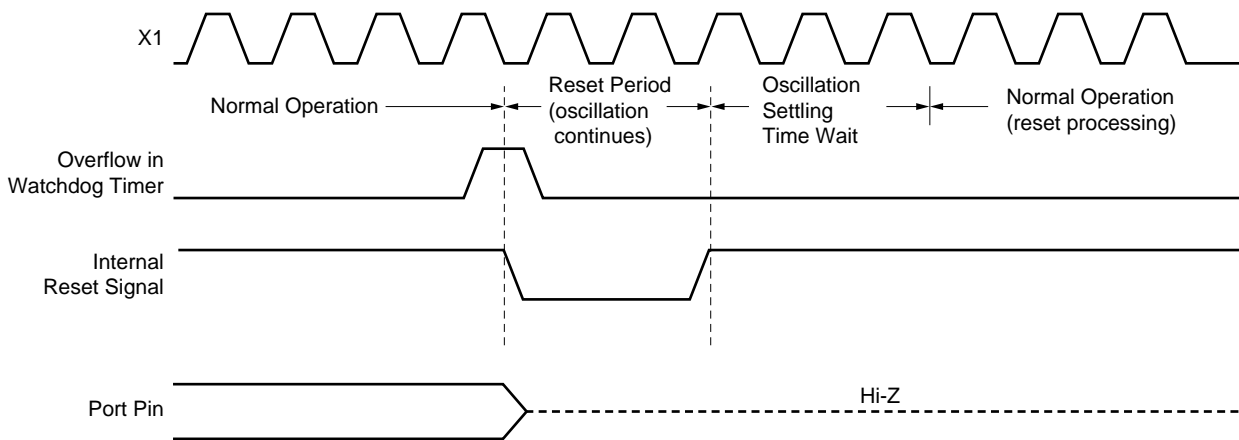 X1
Normal Operation
Reset Period
(oscillation
continues)
Oscillation
Settling
Time Wait
Normal Operation
(reset processing)
Overflow in
Watchdog Timer
Internal
Reset Signal
Port Pin
Hi-Z